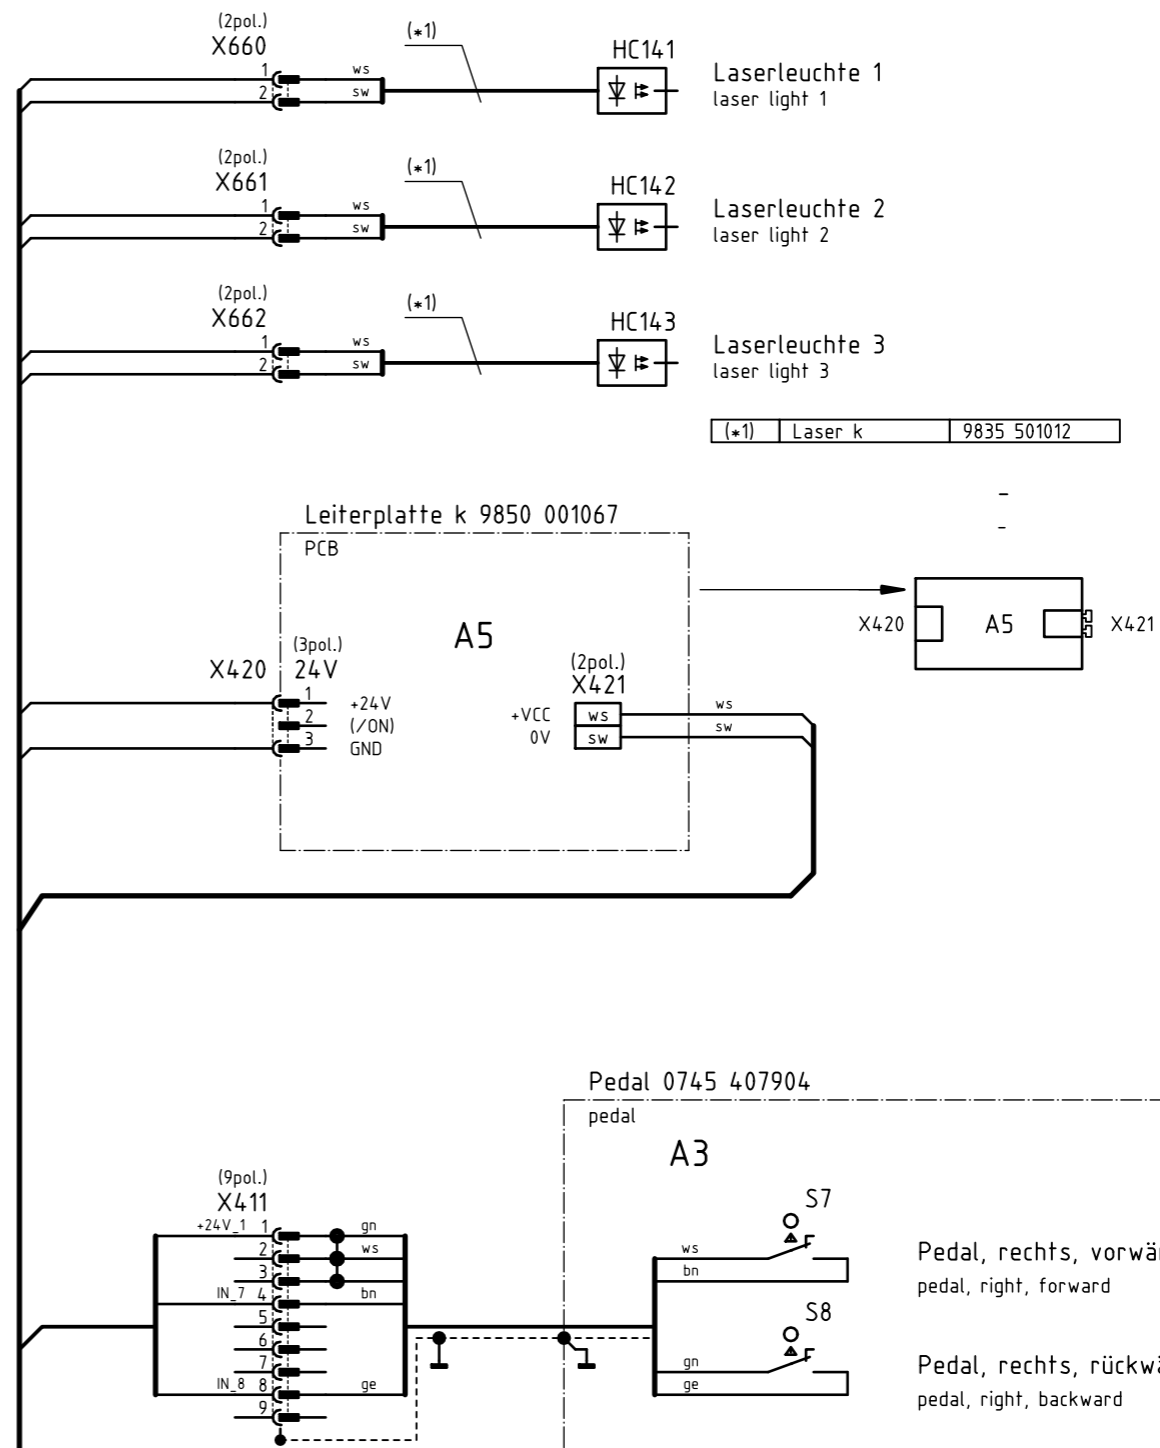 (2pol.)
X660
(*1)
HC141
1 ws
2 sw
Laserleuchte 1
laser light 1
(2pol.)
X661
(*1)
HC142
1 ws
2 sw
Laserleuchte 2
laser light 2
(2pol.)
X662
(*1)
HC143
1 ws
2 sw
Laserleuchte 3
laser light 3
(*1) Laser k 9835 501012
-
-
Leiterplatte k 9850 001067
PCB
A5
X420 (3pol.)
24V
1 +24V
2 (/ON)
3 GND
(2pol.)
X421
+VCC ws ws
0V sw sw
X420 A5 X421
Pedal 0745 407904
pedal
A3
(9pol.)
X411
+24V_1 1 gn
2 ws
3
IN_7 4 bn
5
6
7
IN_8 8 ge
9
S7
ws
bn
Pedal, rechts, vorwä
pedal, right, forward
S8
gn
ge
Pedal, rechts, rückwä
pedal, right, backward